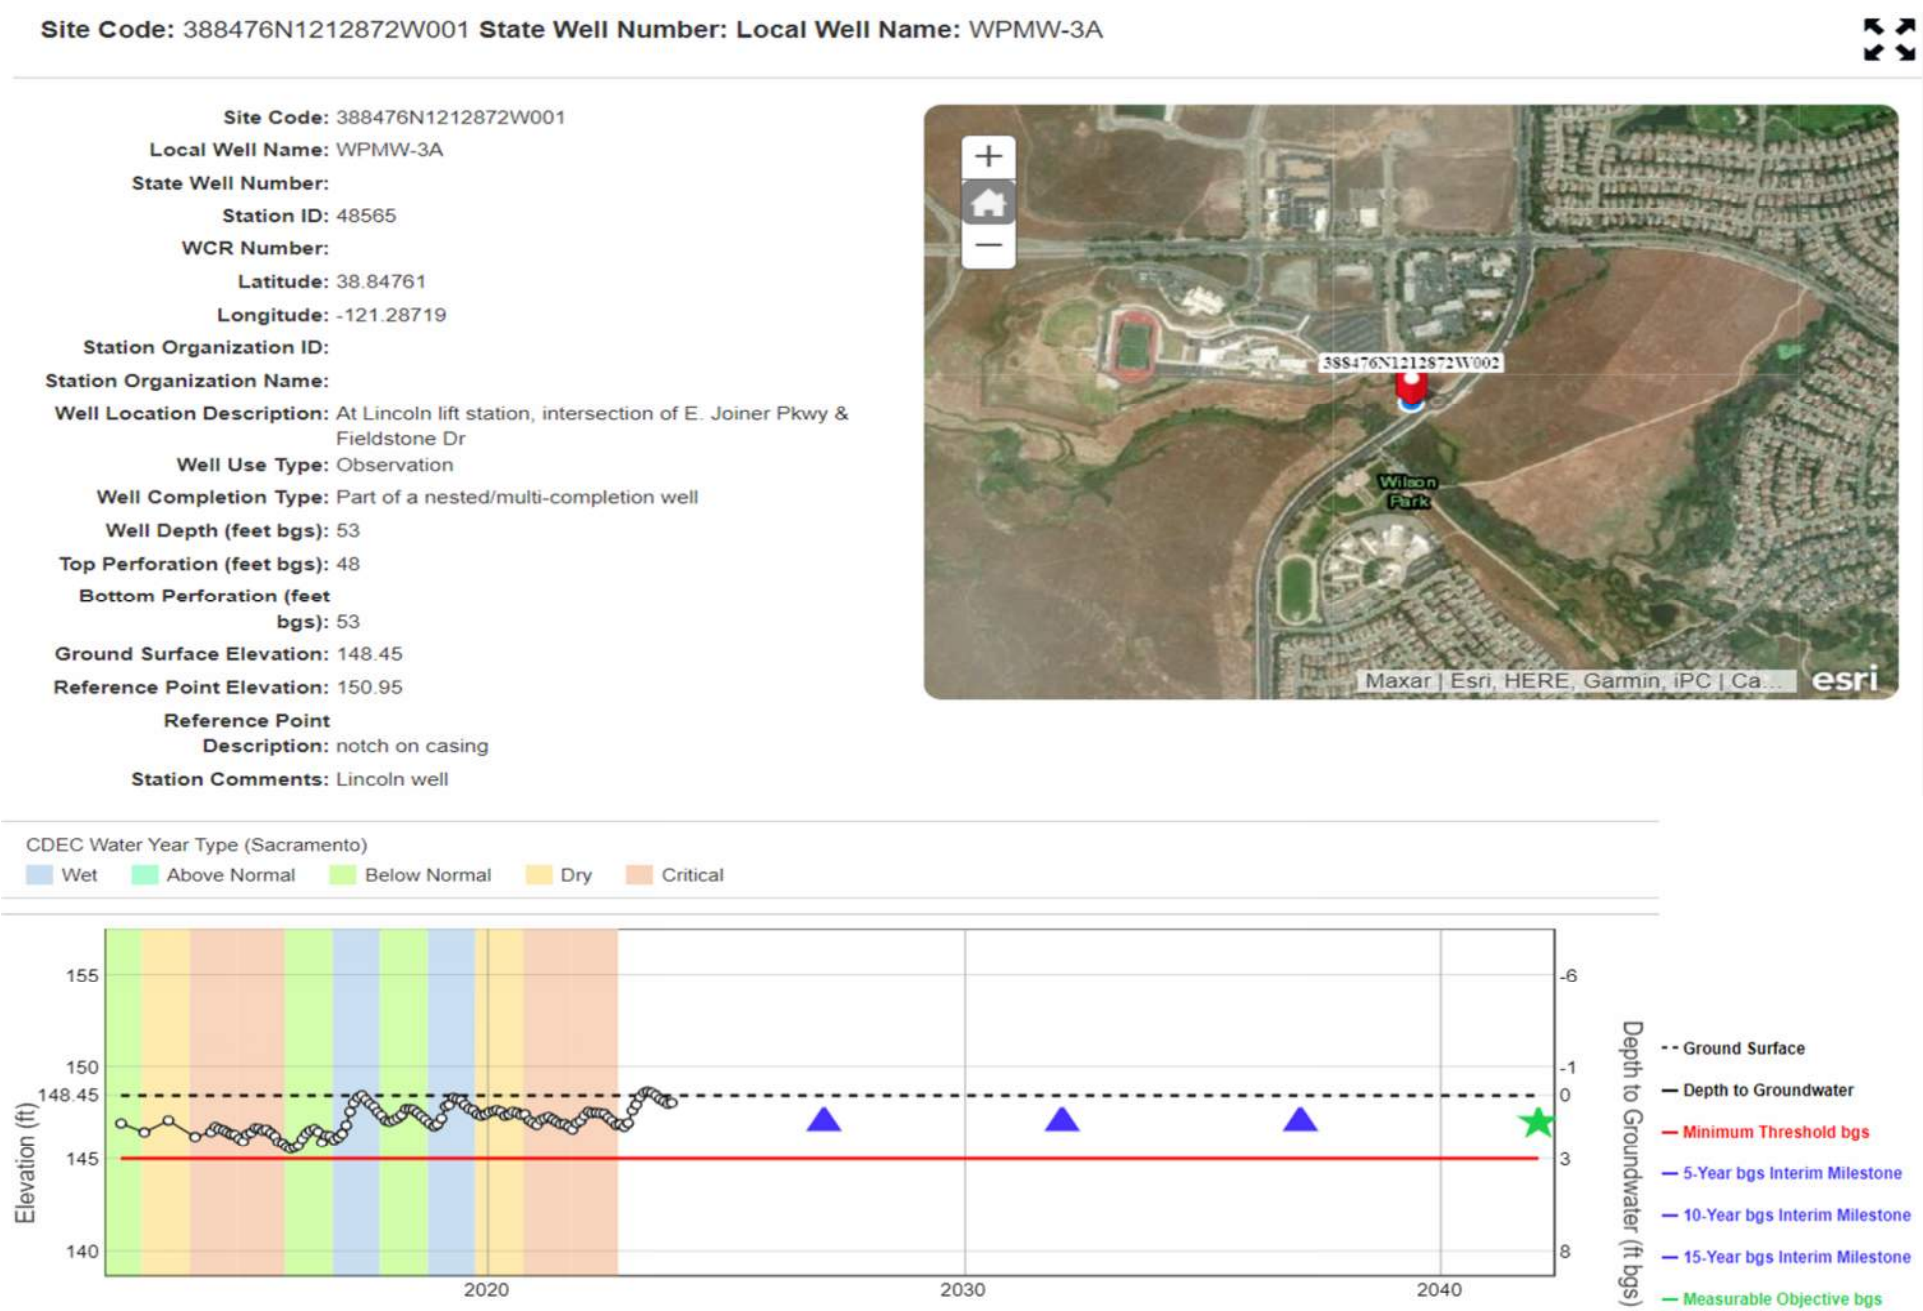 Site Code: 388476N1212872W001 State Well Number: Local Well Name: WPMW-3A
Site Code: 388476N1212872W001
Local Well Name: WPMW-3A
State Well Number:
Station ID: 48565
WCR Number:
Latitude: 38.84761
Longitude: -121.28719
Station Organization ID:
Station Organization Name:
Well Location Description: At Lincoln lift station, intersection of E. Joiner Pkwy &
Fieldstone Dr
Well Use Type: Observation
Well Completion Type: Part of a nested/multi-completion well
Well Depth (feet bgs): 53
Top Perforation (feet bgs): 48
Bottom Perforation (feet
bgs): 53
Ground Surface Elevation: 148.45
Reference Point Elevation: 150.95
Reference Point
Description: notch on casing
Station Comments: Lincoln well
+
−
388476N1212872W002
Wilson
Park
Maxar | Esri, HERE, Garmin, iPC | Ca...
esri
CDEC Water Year Type (Sacramento)
Wet Above Normal Below Normal Dry Critical
Elevation (ft)
155
150
148.45
145
140
2020 2030 2040
-6
-1
0
3
8
Depth to Groundwater (ft bgs)
Ground Surface
Depth to Groundwater
Minimum Threshold bgs
5-Year bgs Interim Milestone
10-Year bgs Interim Milestone
15-Year bgs Interim Milestone
Measurable Objective bgs